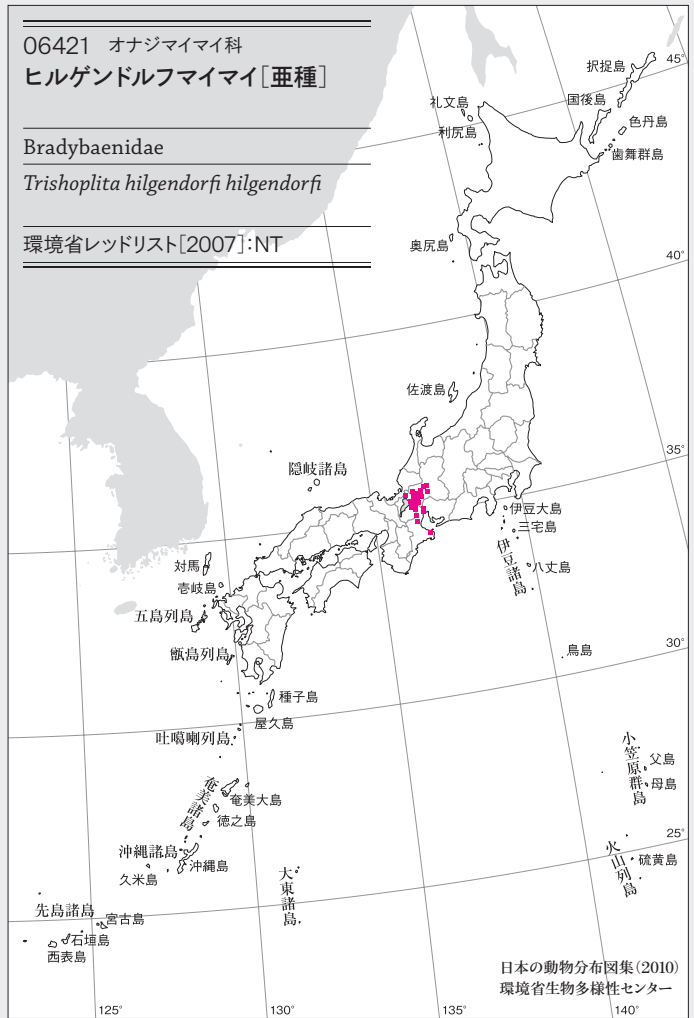 06421 オナジマイマイ科
ヒルゲンドルフマイマイ[亜種]
Bradybaenidae
Trishoplita hilgendorfi hilgendorfi
環境省レッドリスト[2007]:NT
択捉島
45°
礼文島
国後島
利尻島
色丹島
歯舞群島
奥尻島
40°
佐渡島
35°
隠岐諸島
伊豆大島
三宅島
伊豆諸島
八丈島
対馬
壱岐島
五島列島
甑島列島
鳥島
30°
種子島
屋久島
吐噶喇列島
小笠原群島
父島
母島
奄美諸島
奄美大島
徳之島
25°
沖縄諸島
沖縄島
久米島
火山列島
硫黄島
大東諸島
先島諸島
宮古島
石垣島
西表島
日本の動物分布図集(2010)
環境省生物多様性センター
125°
130°
135°
140°